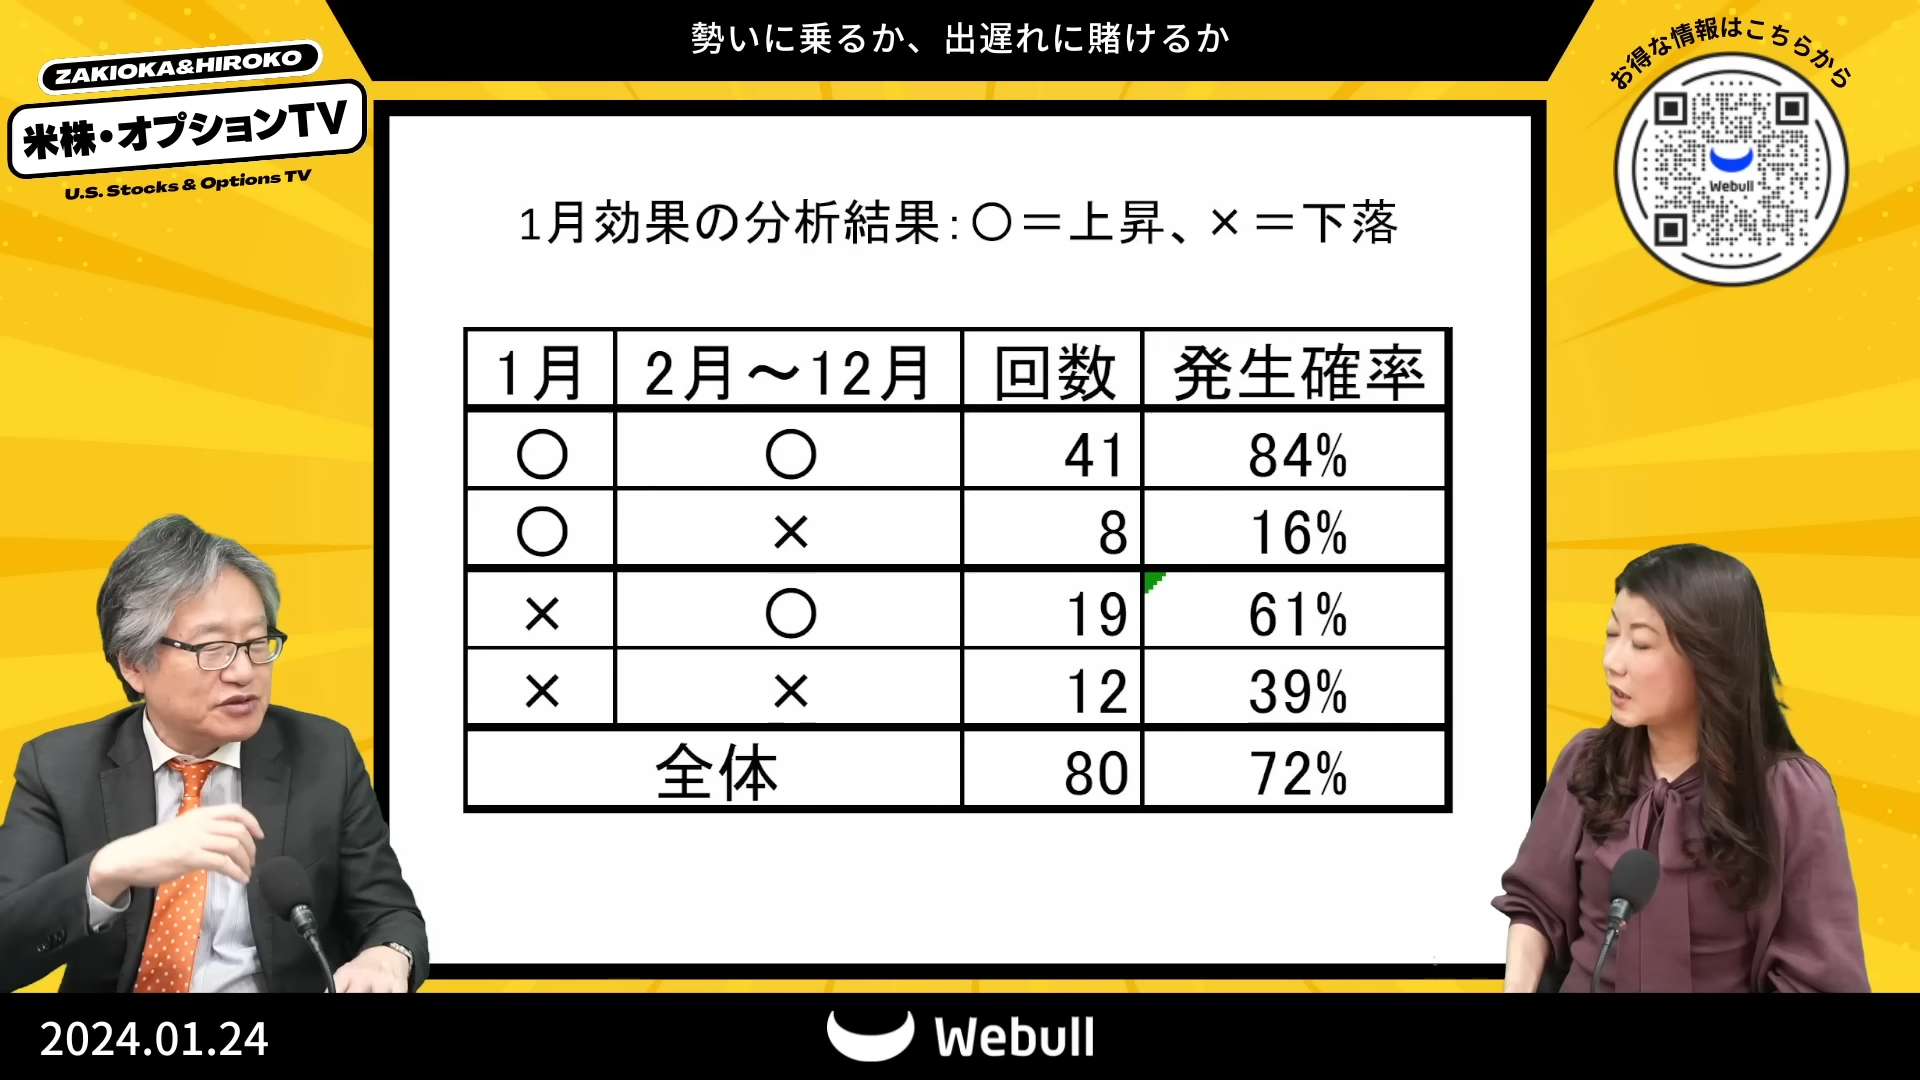 勢いに乗るか、出遅れに賭けるか
ZAKIOKA&HIROKO
米株・オプションTV
U.S. Stocks & Options TV
お得な情報はこちらから
Webull
1月効果の分析結果:〇＝上昇、×＝下落
1月 2月～12月 回数 発生確率
〇 〇 41 84%
〇 × 8 16%
× 〇 19 61%
× × 12 39%
全体 80 72%
2024.01.24
Webull